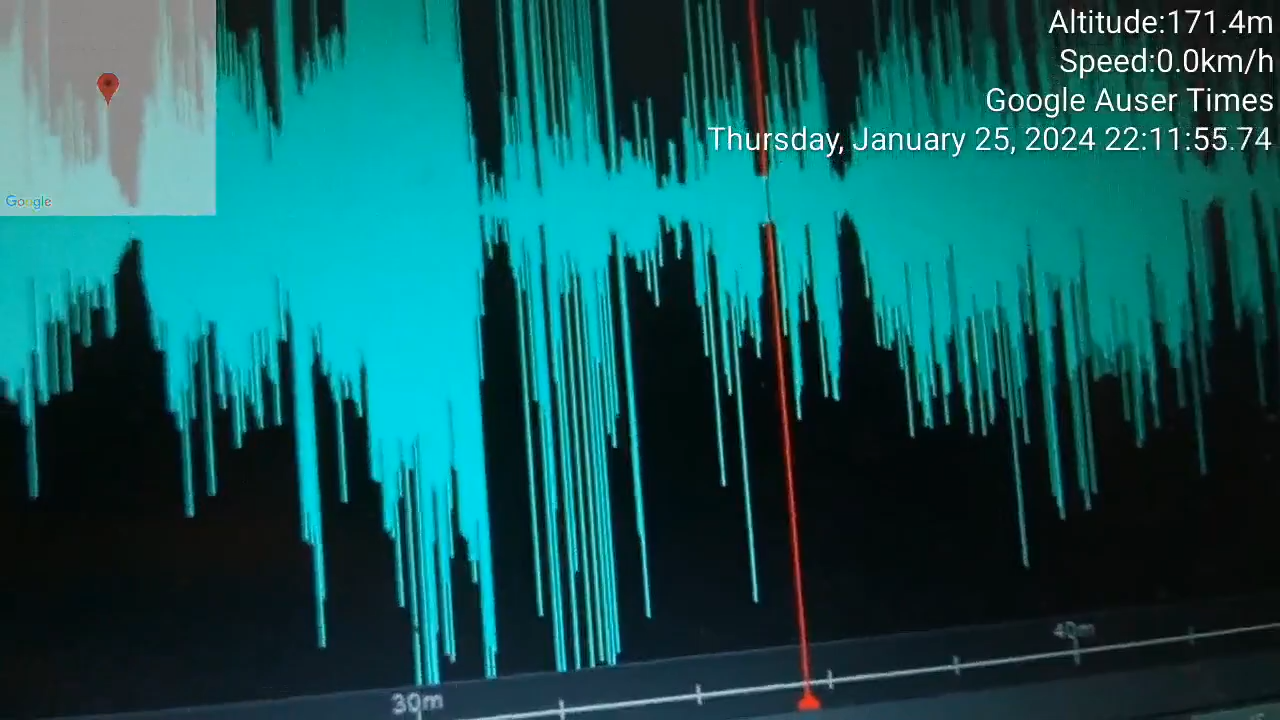 Altitude:171.4m
Speed:0.0km/h
Google Auser Times
Thursday, January 25, 2024 22:11:55.74
Google
30m
40m